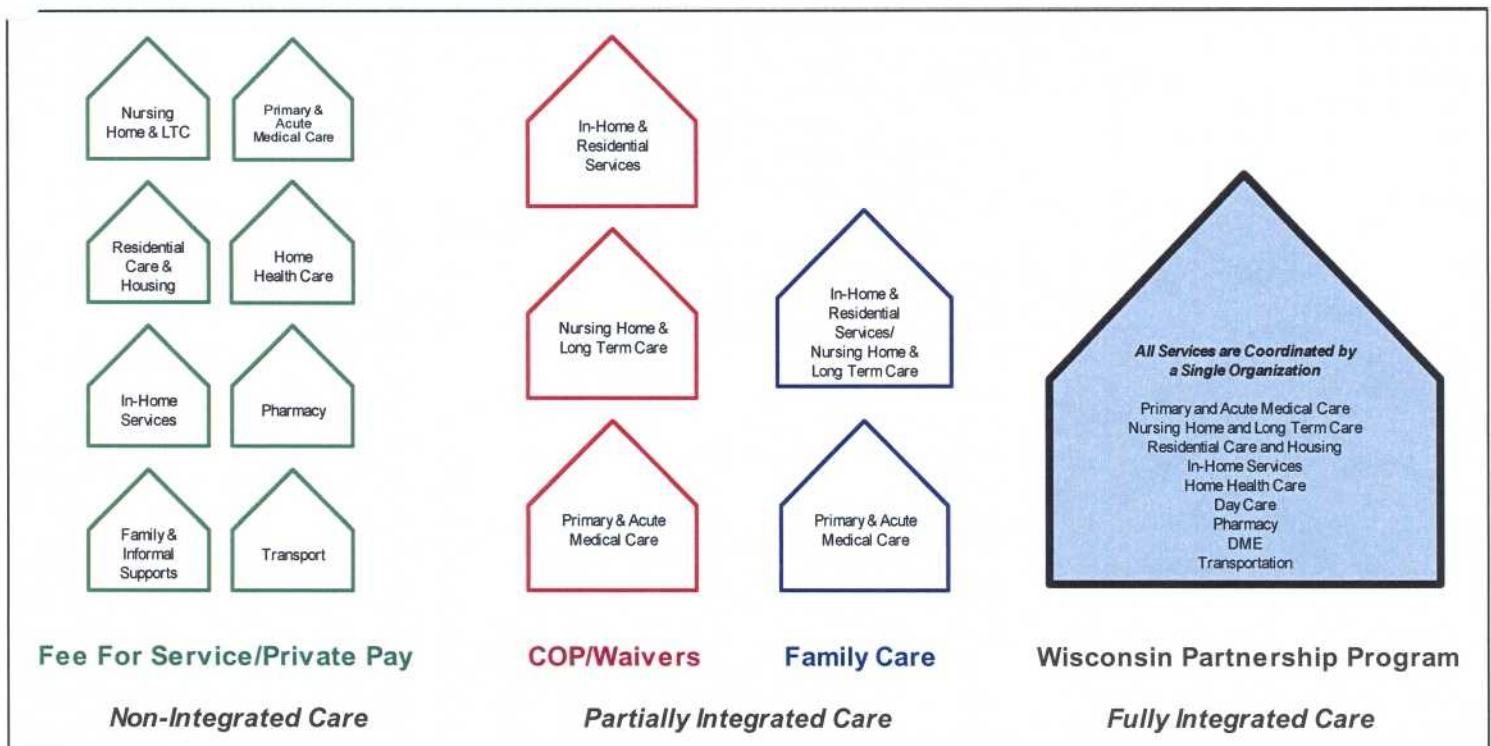 Nursing
Home & LTC
Primary &
Acute
Medical Care
Residential
Care &
Housing
Home
Health Care
In-Home
Services
Pharmacy
Family &
Informal
Supports
Transport
Fee For Service/Private Pay
Non-Integrated Care
In-Home &
Residential
Services
Nursing Home &
Long Term Care
Primary & Acute
Medical Care
COP/Waivers
In-Home &
Residential
Services/
Nursing Home &
Long Term Care
Primary & Acute
Medical Care
Family Care
Partially Integrated Care
All Services are Coordinated by
a Single Organization
Primary and Acute Medical Care
Nursing Home and Long Term Care
Residential Care and Housing
In-Home Services
Home Health Care
Day Care
Pharmacy
DME
Transportation
Wisconsin Partnership Program
Fully Integrated Care